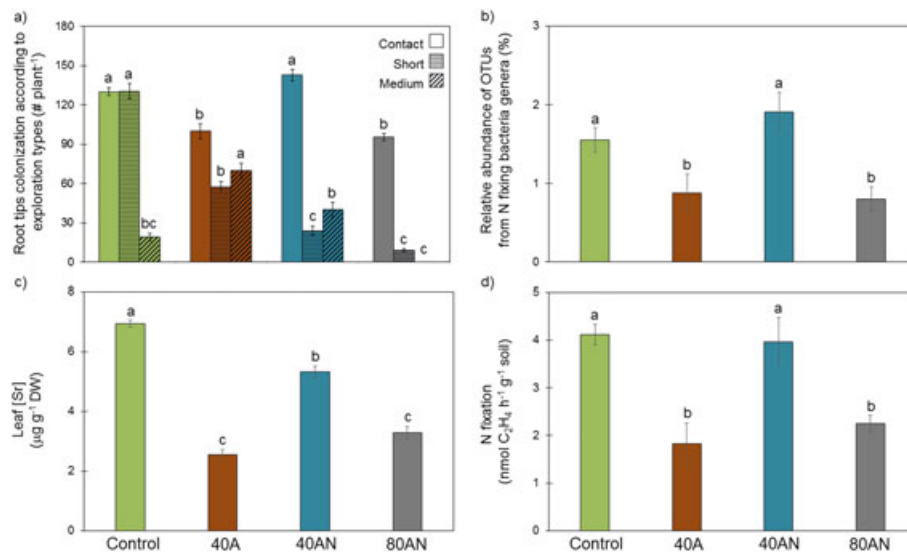 a)
Root tips colonization according to
exploration types (# plant⁻¹)
180
150
120
90
60
30
0
Contact
Short
Medium
a a bc
b b a
a c b
b c c
b)
Relative abundance of OTUs
from N fixing bacteria genera (%)
3
2
1
0
a b a b
c)
Leaf [Sr]
(µg g⁻¹ DW)
8
6
4
2
0
a c b c
Control 40A 40AN 80AN
d)
N fixation
(nmol C₂H₄ h⁻¹ g⁻¹ soil)
5
4
3
2
1
0
a b a b
Control 40A 40AN 80AN